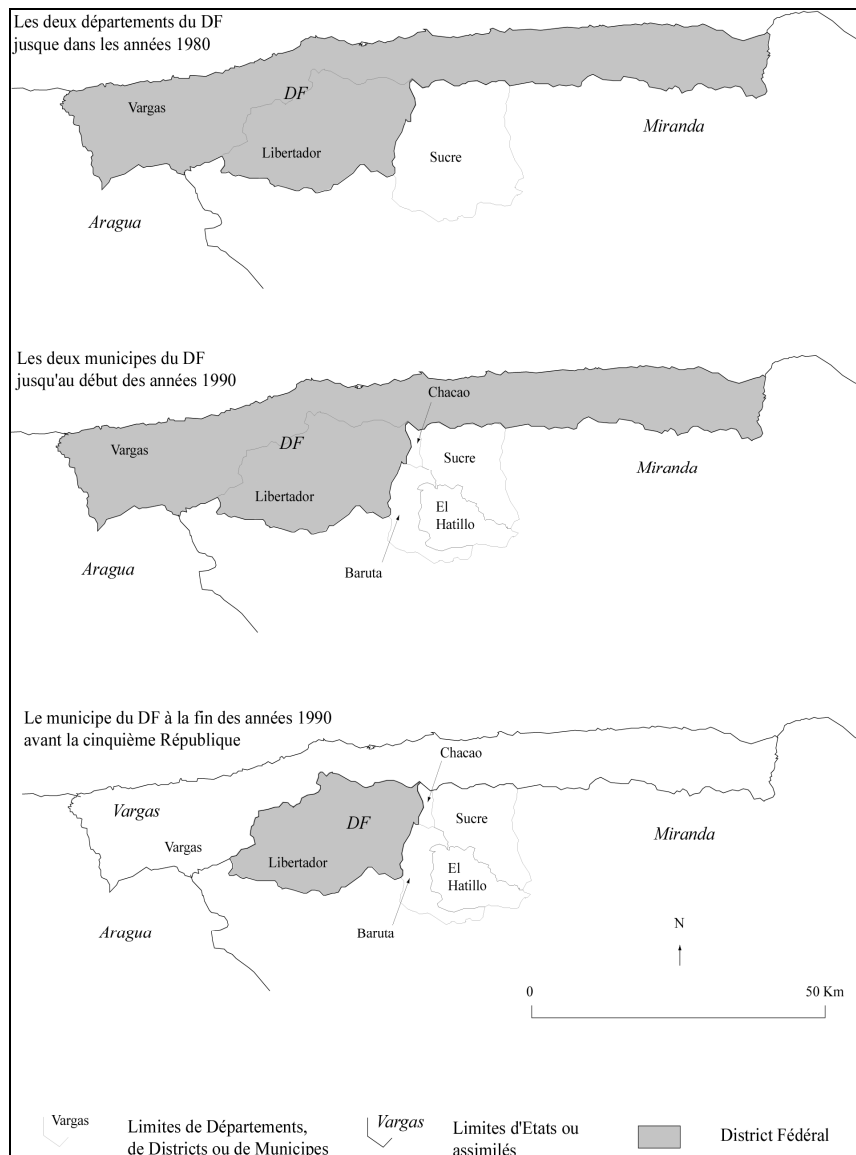 Les deux départements du DF
jusque dans les années 1980
DF
Vargas
Miranda
Libertador
Sucre
Aragua
Les deux municipes du DF
jusqu'au début des années 1990
Chacao
DF
Vargas
Sucre
Miranda
Libertador
El
Hatillo
Aragua
Baruta
Le municipe du DF à la fin des années 1990
avant la cinquième République
Chacao
Vargas
DF
Sucre
Miranda
Vargas
Libertador
El
Hatillo
Aragua
Baruta
N
0 50 Km
Vargas
Limites de Départements,
de Districts ou de Municipes
Vargas
Limites d'Etats ou
assimilés
District Fédéral